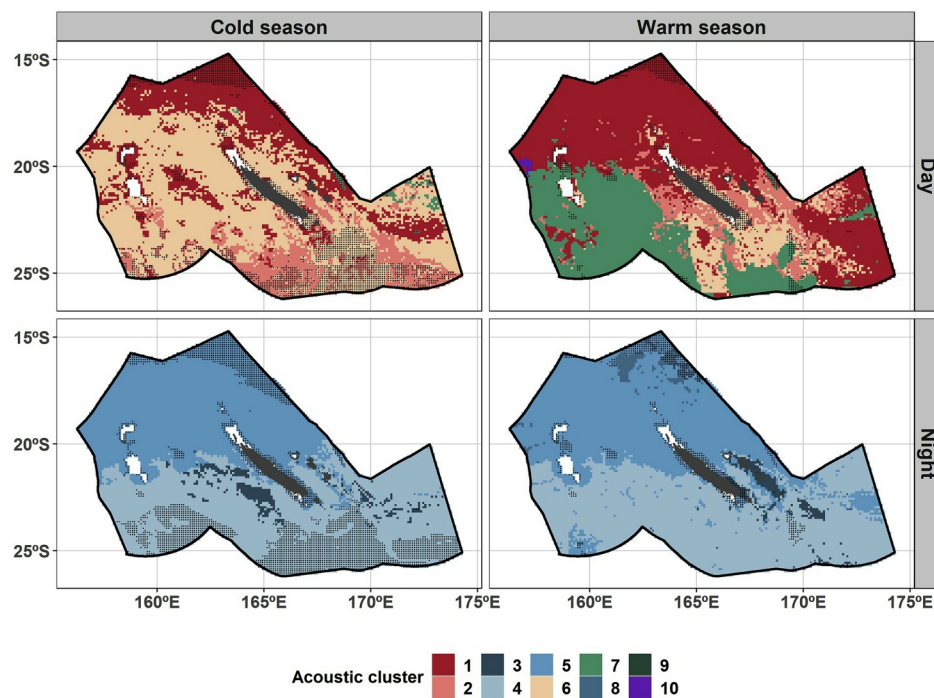 Cold season
Warm season
15ºS
20ºS
25ºS
Day
15ºS
20ºS
25ºS
Night
160ºE 165ºE 170ºE 175ºE 160ºE 165ºE 170ºE 175ºE
Acoustic cluster 1 3 5 7 9
2 4 6 8 10